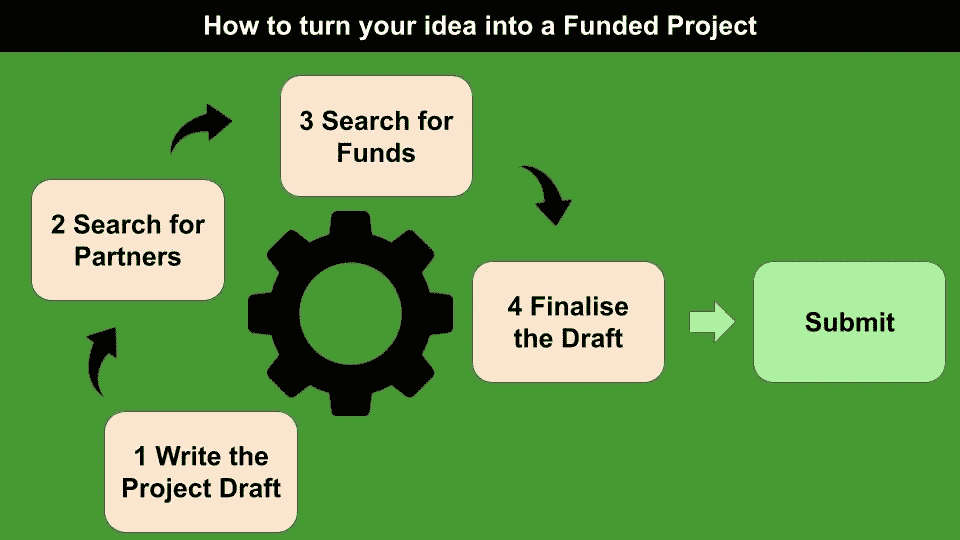 How to turn your idea into a Funded Project
1 Write the
Project Draft
2 Search for
Partners
3 Search for
Funds
4 Finalise
the Draft
Submit